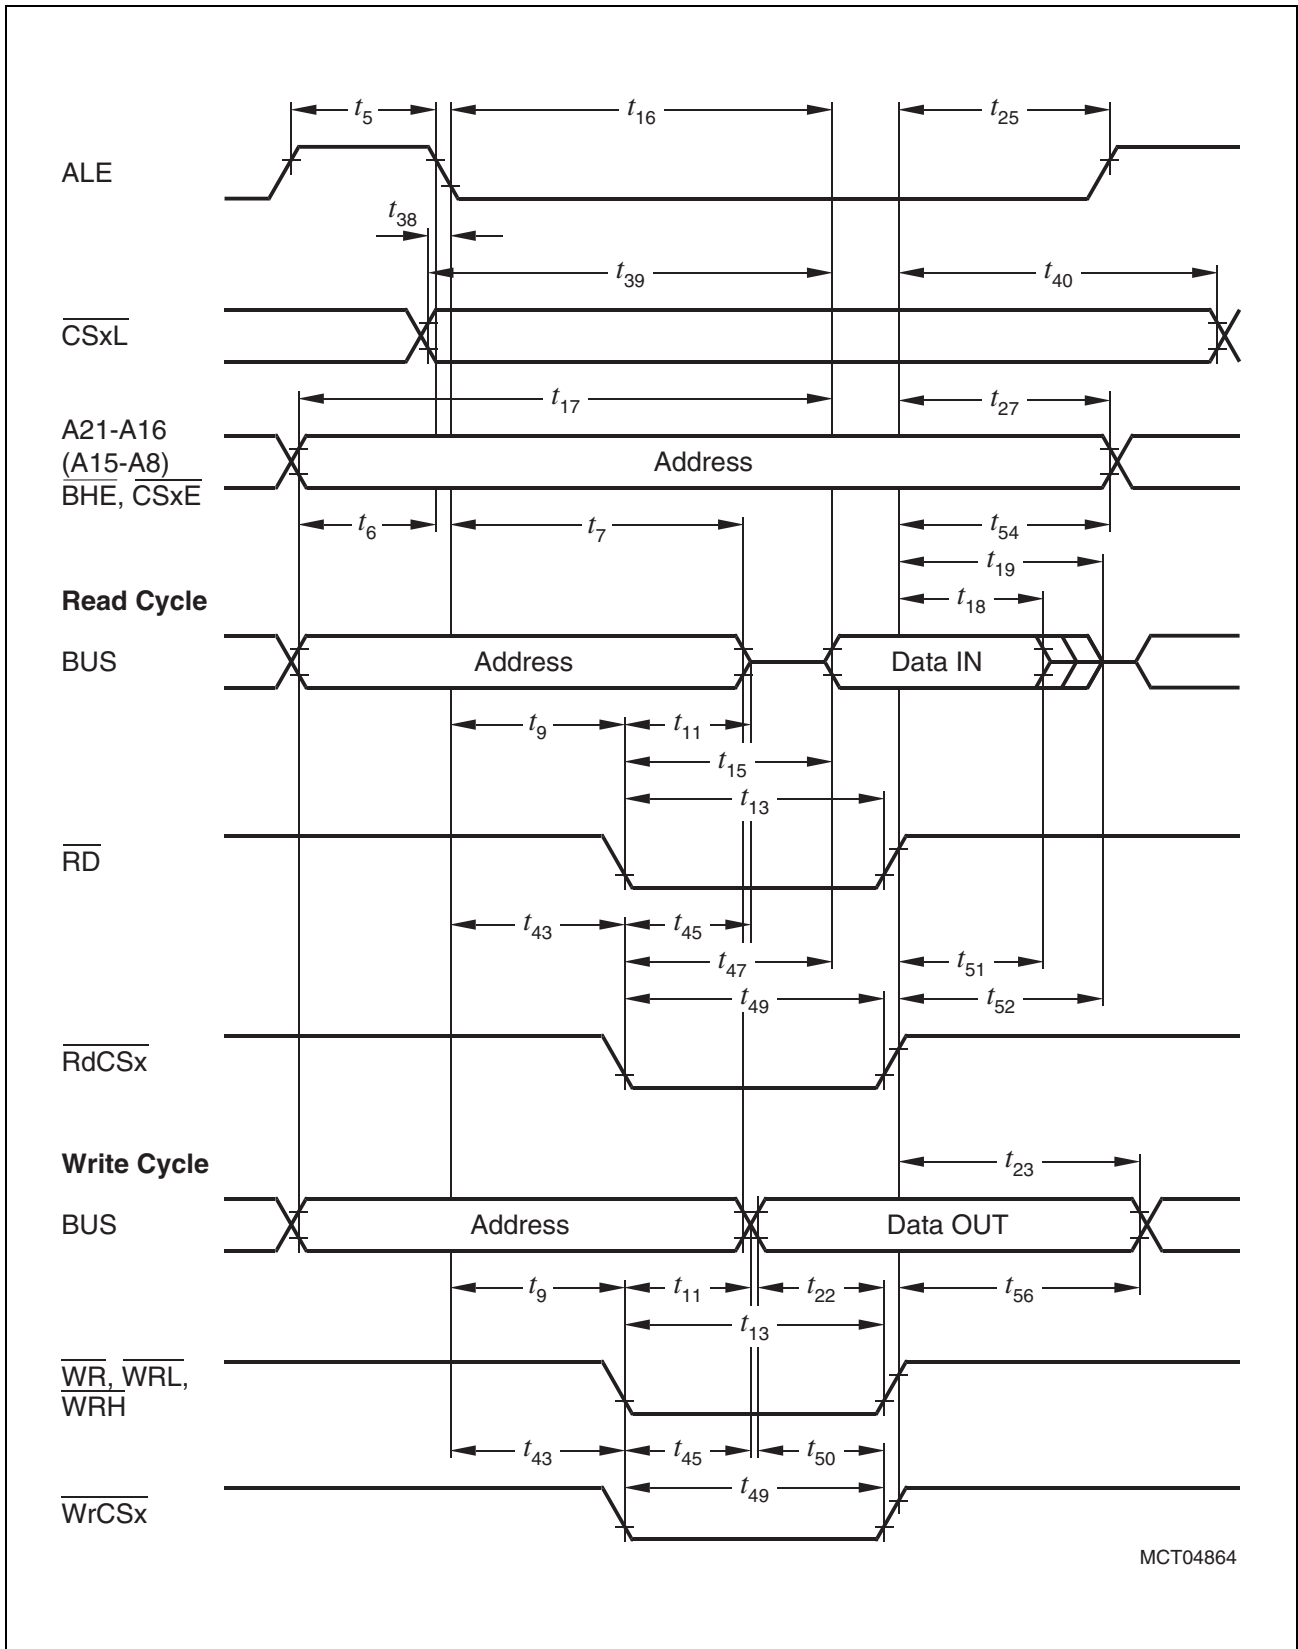 t5 t16 t25
ALE
t38
t39 t40
CSxL
t17 t27
A21-A16
(A15-A8)
BHE, CSxE
Address
t6 t7 t54
t19
Read Cycle
t18
BUS Address Data IN
t9 t11
t15
t13
RD
t43 t45
t47 t51
t49 t52
RdCSx
Write Cycle
t23
BUS Address Data OUT
t9 t11 t22 t56
t13
WR, WRL,
WRH
t43 t45 t50
t49
WrCSx
MCT04864